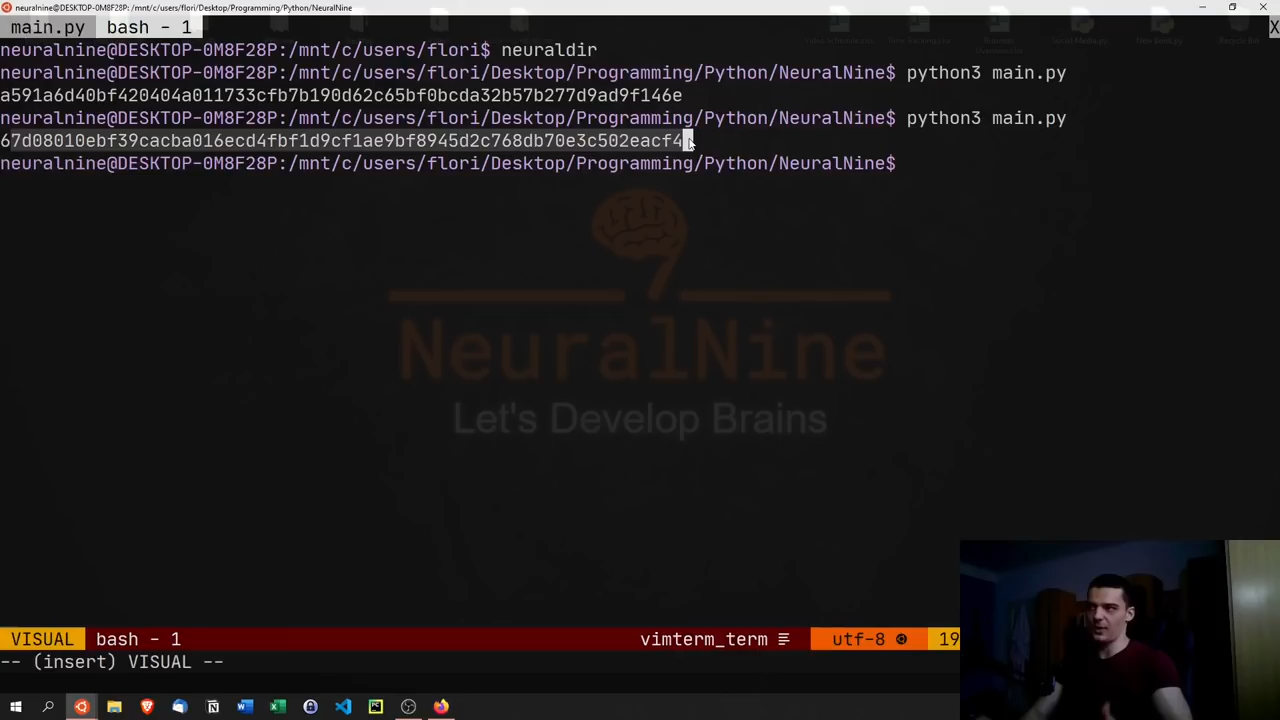 neuralnine@DESKTOP-0M8F28P: /mnt/c/users/flori/Desktop/Programming/Python/NeuralNine
main.py bash - 1 X
neuralnine@DESKTOP-0M8F28P:/mnt/c/users/flori$ neuraldir
neuralnine@DESKTOP-0M8F28P:/mnt/c/users/flori/Desktop/Programming/Python/NeuralNine$ python3 main.py
a591a6d40bf420404a011733cfb7b190d62c65bf0bcda32b57b277d9ad9f146e
neuralnine@DESKTOP-0M8F28P:/mnt/c/users/flori/Desktop/Programming/Python/NeuralNine$ python3 main.py
67d08010ebf39cacba016ecd4fbf1d9cf1ae9bf8945d2c768db70e3c502eacf4
neuralnine@DESKTOP-0M8F28P:/mnt/c/users/flori/Desktop/Programming/Python/NeuralNine$
NeuralNine
Let's Develop Brains
VISUAL bash - 1 vimterm_term utf-8 19
-- (insert) VISUAL --